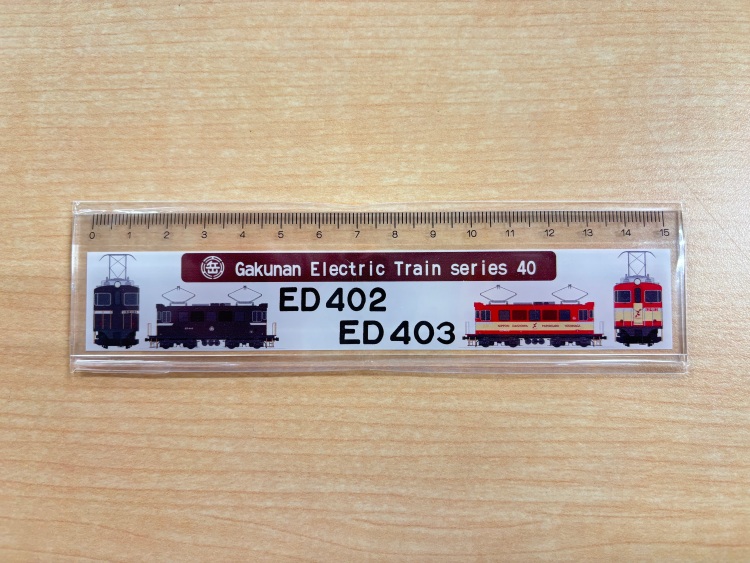 0 1 2 3 4 5 6 7 8 9 10 11 12 13 14 15
岳 Gakunan Electric Train series 40
ED402
ED403